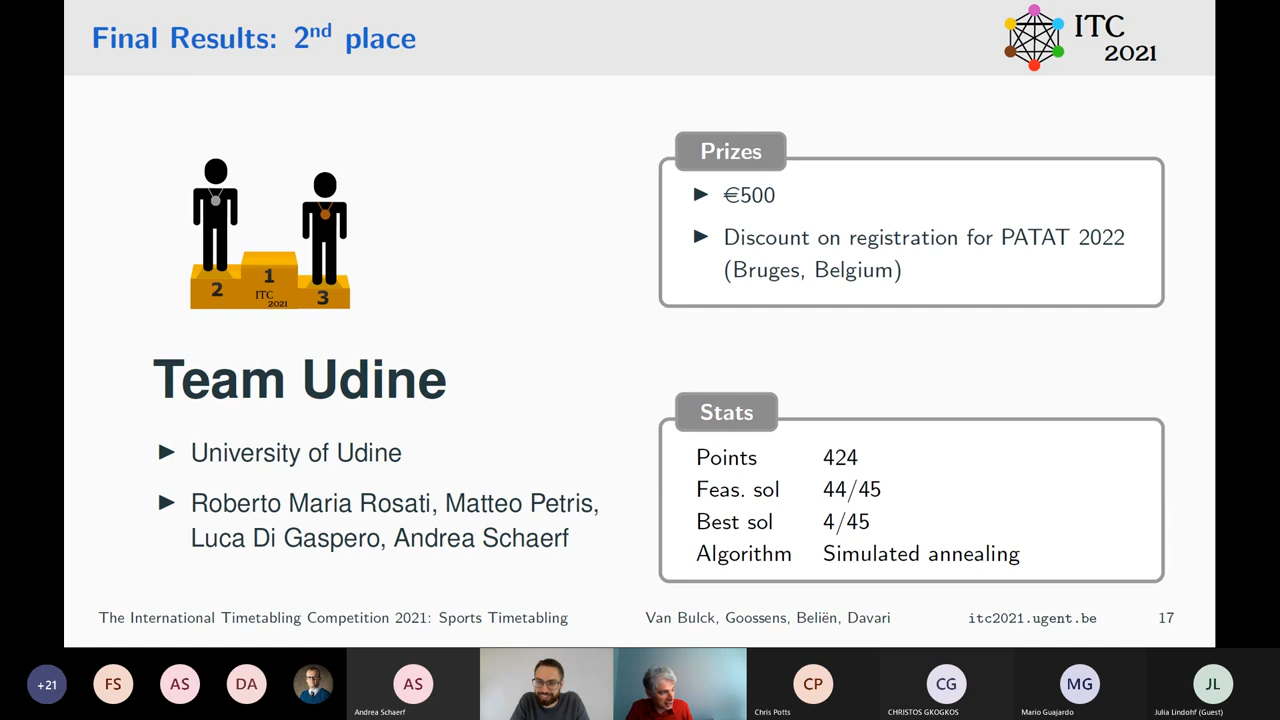 Final Results: 2nd place
ITC
2021
Prizes
€500
Discount on registration for PATAT 2022
(Bruges, Belgium)
2
1
ITC
2021
3
Team Udine
University of Udine
Roberto Maria Rosati, Matteo Petris,
Luca Di Gaspero, Andrea Schaerf
Stats
Points 424
Feas. sol 44/45
Best sol 4/45
Algorithm Simulated annealing
The International Timetabling Competition 2021: Sports Timetabling Van Bulck, Goossens, Beliën, Davari itc2021.ugent.be 17
+21 FS AS DA AS CP CG MG JL
Andrea Schaerf Chris Potts CHRISTOS GKOGKOS Mario Guajardo Julia Lindohf (Guest)